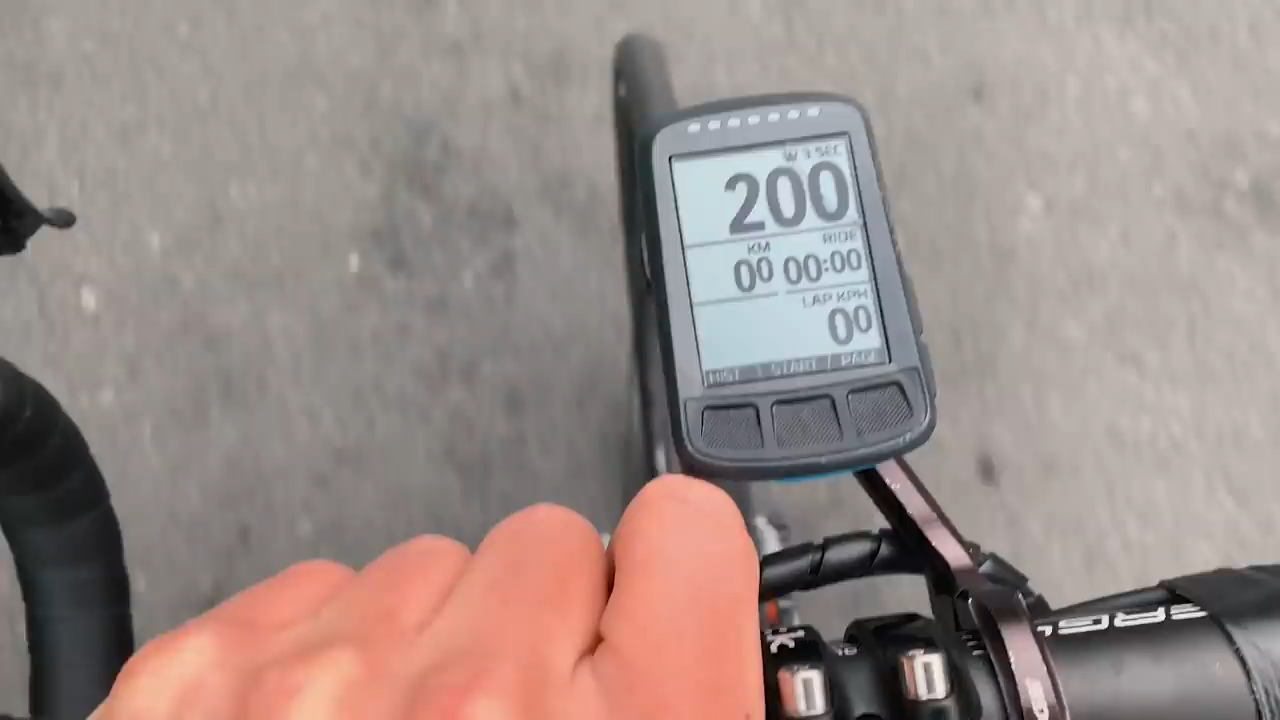 W 3 SEC
200
KM RIDE
00 00:00
LAP KPH
00
HIST START PAGE